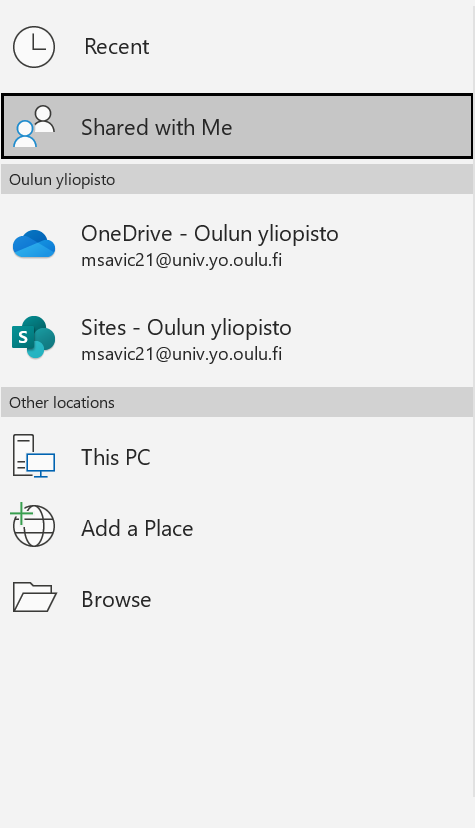 Recent
Shared with Me
Oulun yliopisto
OneDrive - Oulun yliopisto
msavic21@univ.yo.oulu.fi
S
Sites - Oulun yliopisto
msavic21@univ.yo.oulu.fi
Other locations
This PC
Add a Place
Browse